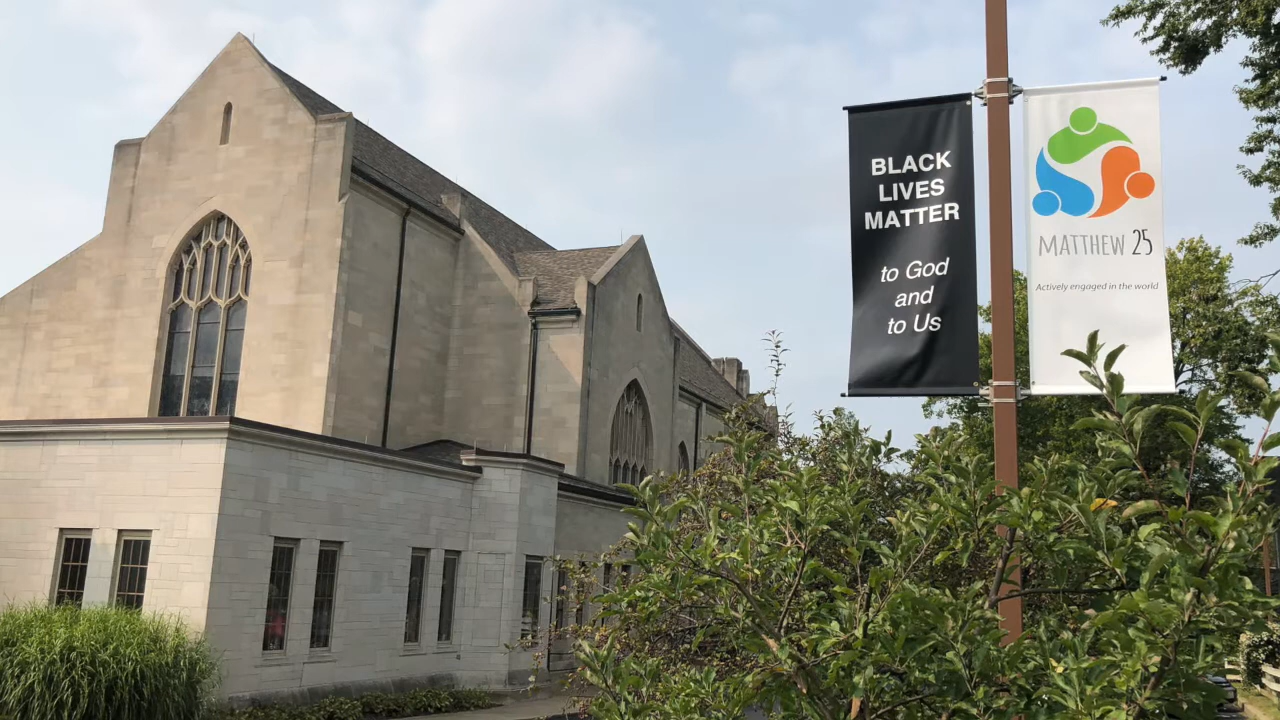 BLACK
LIVES
MATTER
to God
and
to Us
MATTHEW 25
Actively engaged in the world